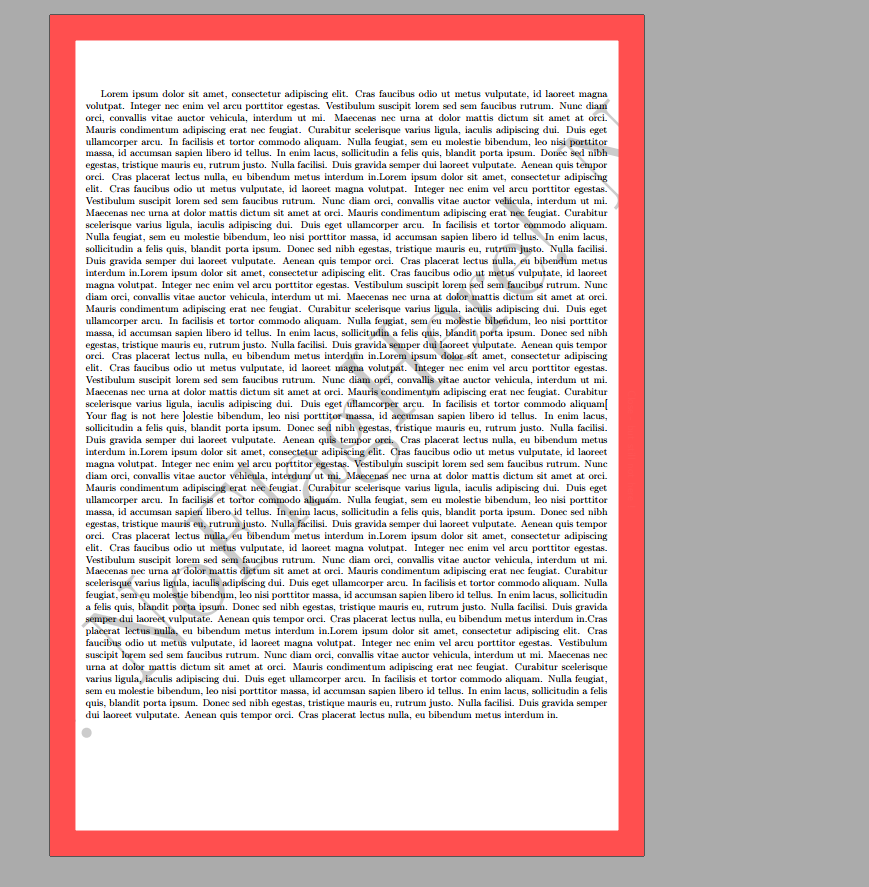 Lorem ipsum dolor sit amet, consectetur adipiscing elit. Cras faucibus odio ut metus vulputate, id laoreet magna
volutpat. Integer nec enim vel arcu porttitor egestas. Vestibulum suscipit lorem sed sem faucibus rutrum. Nunc diam
orci, convallis vitae auctor vehicula, interdum ut mi. Maecenas nec urna at dolor mattis dictum sit amet at orci.
Mauris condimentum adipiscing erat nec feugiat. Curabitur scelerisque varius ligula, iaculis adipiscing dui. Duis eget
ullamcorper arcu. In facilisis et tortor commodo aliquam. Nulla feugiat, sem eu molestie bibendum, leo nisi porttitor
massa, id accumsan sapien libero id tellus. In enim lacus, sollicitudin a felis quis, blandit porta ipsum. Donec sed nibh
egestas, tristique mauris eu, rutrum justo. Nulla facilisi. Duis gravida semper dui laoreet vulputate. Aenean quis tempor
orci. Cras placerat lectus nulla, eu bibendum metus interdum in.Lorem ipsum dolor sit amet, consectetur adipiscing
elit. Cras faucibus odio ut metus vulputate, id laoreet magna volutpat. Integer nec enim vel arcu porttitor egestas.
Vestibulum suscipit lorem sed sem faucibus rutrum. Nunc diam orci, convallis vitae auctor vehicula, interdum ut mi.
Maecenas nec urna at dolor mattis dictum sit amet at orci. Mauris condimentum adipiscing erat nec feugiat. Curabitur
scelerisque varius ligula, iaculis adipiscing dui. Duis eget ullamcorper arcu. In facilisis et tortor commodo aliquam.
Nulla feugiat, sem eu molestie bibendum, leo nisi porttitor massa, id accumsan sapien libero id tellus. In enim lacus,
sollicitudin a felis quis, blandit porta ipsum. Donec sed nibh egestas, tristique mauris eu, rutrum justo. Nulla facilisi.
Duis gravida semper dui laoreet vulputate. Aenean quis tempor orci. Cras placerat lectus nulla, eu bibendum metus
interdum in.Lorem ipsum dolor sit amet, consectetur adipiscing elit. Cras faucibus odio ut metus vulputate, id laoreet
magna volutpat. Integer nec enim vel arcu porttitor egestas. Vestibulum suscipit lorem sed sem faucibus rutrum. Nunc
diam orci, convallis vitae auctor vehicula, interdum ut mi. Maecenas nec urna at dolor mattis dictum sit amet at orci.
Mauris condimentum adipiscing erat nec feugiat. Curabitur scelerisque varius ligula, iaculis adipiscing dui. Duis eget
ullamcorper arcu. In facilisis et tortor commodo aliquam. Nulla feugiat, sem eu molestie bibendum, leo nisi porttitor
massa, id accumsan sapien libero id tellus. In enim lacus, sollicitudin a felis quis, blandit porta ipsum. Donec sed nibh
egestas, tristique mauris eu, rutrum justo. Nulla facilisi. Duis gravida semper dui laoreet vulputate. Aenean quis tempor
orci. Cras placerat lectus nulla, eu bibendum metus interdum in.Lorem ipsum dolor sit amet, consectetur adipiscing
elit. Cras faucibus odio ut metus vulputate, id laoreet magna volutpat. Integer nec enim vel arcu porttitor egestas.
Vestibulum suscipit lorem sed sem faucibus rutrum. Nunc diam orci, convallis vitae auctor vehicula, interdum ut mi.
Maecenas nec urna at dolor mattis dictum sit amet at orci. Mauris condimentum adipiscing erat nec feugiat. Curabitur
scelerisque varius ligula, iaculis adipiscing dui. Duis eget ullamcorper arcu. In facilisis et tortor commodo aliquam[
Your flag is not here ]olestie bibendum, leo nisi porttitor massa, id accumsan sapien libero id tellus. In enim lacus,
sollicitudin a felis quis, blandit porta ipsum. Donec sed nibh egestas, tristique mauris eu, rutrum justo. Nulla facilisi.
Duis gravida semper dui laoreet vulputate. Aenean quis tempor orci. Cras placerat lectus nulla, eu bibendum metus
interdum in.Lorem ipsum dolor sit amet, consectetur adipiscing elit. Cras faucibus odio ut metus vulputate, id laoreet
magna volutpat. Integer nec enim vel arcu porttitor egestas. Vestibulum suscipit lorem sed sem faucibus rutrum. Nunc
diam orci, convallis vitae auctor vehicula, interdum ut mi. Maecenas nec urna at dolor mattis dictum sit amet at orci.
Mauris condimentum adipiscing erat nec feugiat. Curabitur scelerisque varius ligula, iaculis adipiscing dui. Duis eget
ullamcorper arcu. In facilisis et tortor commodo aliquam. Nulla feugiat, sem eu molestie bibendum, leo nisi porttitor
massa, id accumsan sapien libero id tellus. In enim lacus, sollicitudin a felis quis, blandit porta ipsum. Donec sed nibh
egestas, tristique mauris eu, rutrum justo. Nulla facilisi. Duis gravida semper dui laoreet vulputate. Aenean quis tempor
orci. Cras placerat lectus nulla, eu bibendum metus interdum in.Lorem ipsum dolor sit amet, consectetur adipiscing
elit. Cras faucibus odio ut metus vulputate, id laoreet magna volutpat. Integer nec enim vel arcu porttitor egestas.
Vestibulum suscipit lorem sed sem faucibus rutrum. Nunc diam orci, convallis vitae auctor vehicula, interdum ut mi.
Maecenas nec urna at dolor mattis dictum sit amet at orci. Mauris condimentum adipiscing erat nec feugiat. Curabitur
scelerisque varius ligula, iaculis adipiscing dui. Duis eget ullamcorper arcu. In facilisis et tortor commodo aliquam. Nulla
feugiat, sem eu molestie bibendum, leo nisi porttitor massa, id accumsan sapien libero id tellus. In enim lacus, sollicitudin
a felis quis, blandit porta ipsum. Donec sed nibh egestas, tristique mauris eu, rutrum justo. Nulla facilisi. Duis gravida
semper dui laoreet vulputate. Aenean quis tempor orci. Cras placerat lectus nulla, eu bibendum metus interdum in.Cras
placerat lectus nulla, eu bibendum metus interdum in.Lorem ipsum dolor sit amet, consectetur adipiscing elit. Cras
faucibus odio ut metus vulputate, id laoreet magna volutpat. Integer nec enim vel arcu porttitor egestas. Vestibulum
suscipit lorem sed sem faucibus rutrum. Nunc diam orci, convallis vitae auctor vehicula, interdum ut mi. Maecenas nec
urna at dolor mattis dictum sit amet at orci. Mauris condimentum adipiscing erat nec feugiat. Curabitur scelerisque
varius ligula, iaculis adipiscing dui. Duis eget ullamcorper arcu. In facilisis et tortor commodo aliquam. Nulla feugiat,
sem eu molestie bibendum, leo nisi porttitor massa, id accumsan sapien libero id tellus. In enim lacus, sollicitudin a felis
quis, blandit porta ipsum. Donec sed nibh egestas, tristique mauris eu, rutrum justo. Nulla facilisi. Duis gravida semper
dui laoreet vulputate. Aenean quis tempor orci. Cras placerat lectus nulla, eu bibendum metus interdum in.
NoFlagHere! N